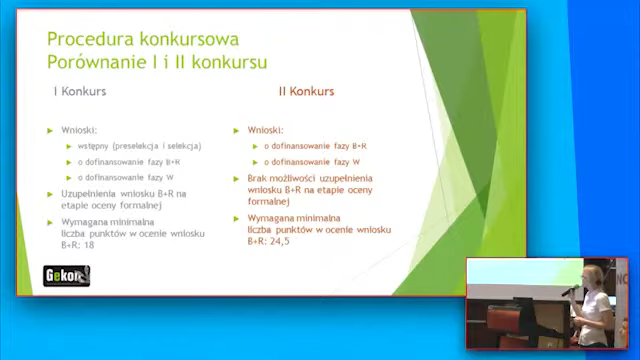 Procedura konkursowa
Porównanie I i II konkursu
I Konkurs
Wnioski:
wstępny (preselekcja i selekcja)
o dofinansowanie fazy B+R
o dofinansowanie fazy W
Uzupełnienia wniosku B+R na
etapie oceny formalnej
Wymagana minimalna
liczba punktów w ocenie wniosku
B+R: 18
II Konkurs
Wnioski:
o dofinansowanie fazy B+R
o dofinansowanie fazy W
Brak możliwości uzupełnienia
wniosku B+R na etapie oceny
formalnej
Wymagana minimalna
liczba punktów w ocenie wniosku
B+R: 24,5
Gekon